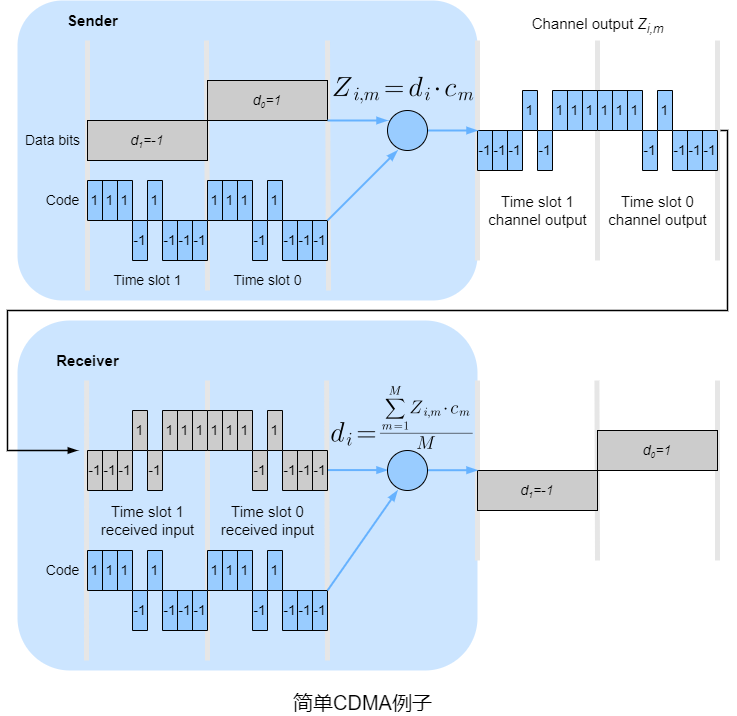 Sender
Channel output Z_{i,m}
Z_{i,m}=d_i·c_m
d₀=1
Data bits
d₁=-1
1 1 1 1 1 1 1 1
-1 -1 -1 -1 -1 -1 -1 -1
Code
1 1 1 1 1 1 1 1
-1 -1 -1 -1 -1 -1 -1 -1
Time slot 1
channel output
Time slot 0
channel output
Time slot 1
Time slot 0
Receiver
d_i=\frac{\sum_{m=1}^{M} Z_{i,m}·c_m}{M}
1 1 1 1 1 1 1 1
-1 -1 -1 -1 -1 -1 -1 -1
d₀=1
d₁=-1
Time slot 1
received input
Time slot 0
received input
Code
1 1 1 1 1 1 1 1
-1 -1 -1 -1 -1 -1 -1 -1
简单CDMA例子